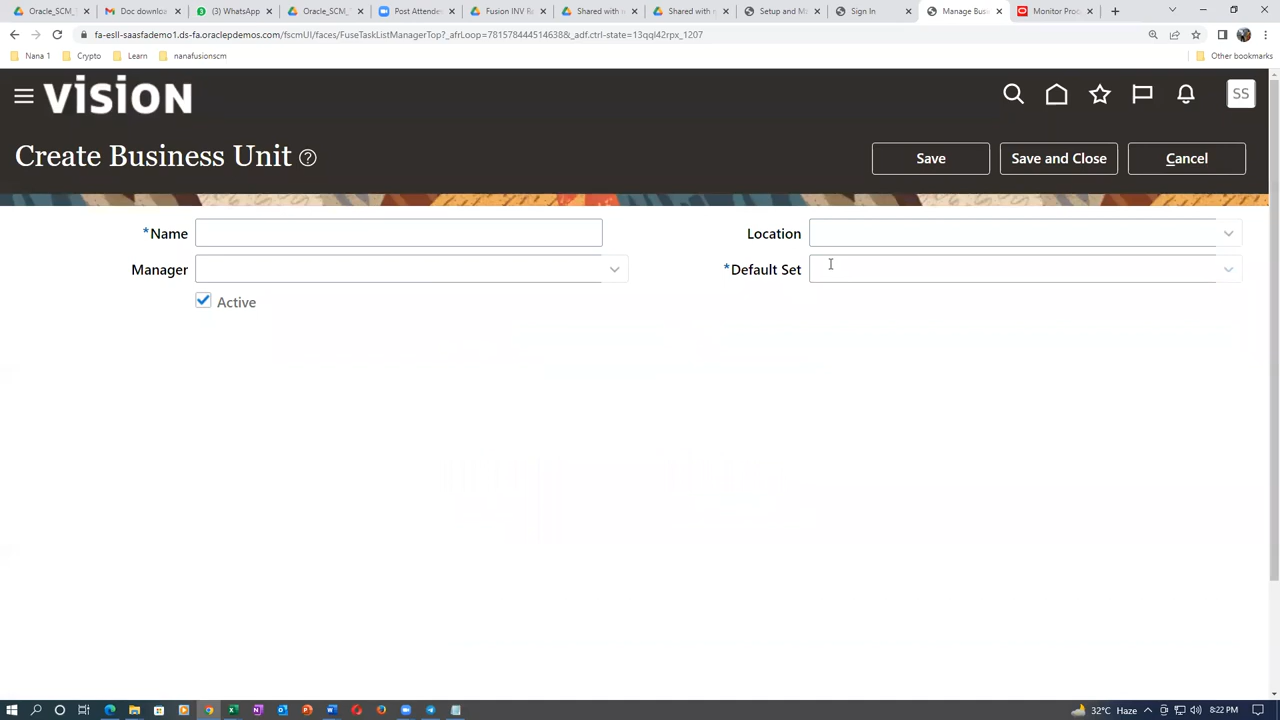 Oracle_SCM_
Doc downloa
(3) WhatsApp
Oracle_SCM_
Post Attende
Fusion INV R
Shared with
Shared with
Setup and M
Sign In
Manage Bus
Monitor Proc
fa-esll-saasfademo1.ds-fa.oraclepdemos.com/fscmUI/faces/FuseTaskListManagerTop?_afrLoop=7815784445514638&_adf.ctrl-state=13qql42rpx_1207
Nana 1
Crypto
Learn
nanafusionscm
Other bookmarks
vision
SS
Create Business Unit
Save
Save and Close
Cancel
*Name
Location
Manager
*Default Set
Active
32°C Haze
8:22 PM